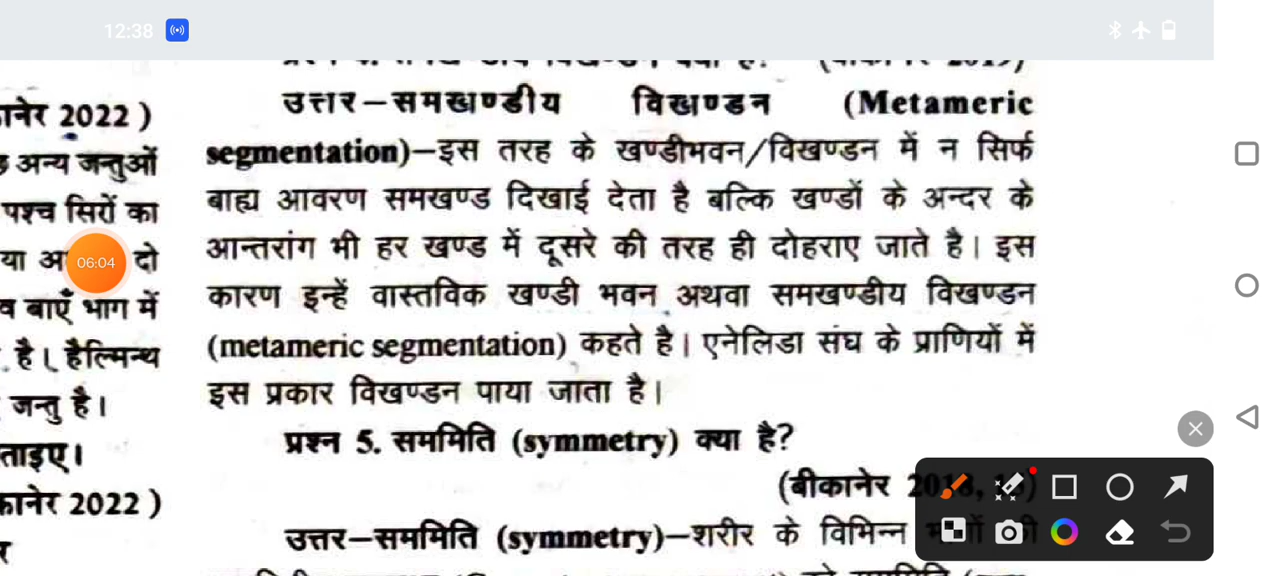 12:38
ानेर 2022 )
अन्य जन्तुओं
पश्च सिरों का
या अ दो
व बाएँ भाग में
है। हैल्मिन्थ
जन्तु है।
ताइए।
कानेर 2022 )
06:04
उत्तर–समखण्डीय विखण्डन (Metameric
segmentation)–इस तरह के खण्डीभवन/विखण्डन में न सिर्फ
बाह्य आवरण समखण्ड दिखाई देता है बल्कि खण्डों के अन्दर के
आन्तरांग भी हर खण्ड में दूसरे की तरह ही दोहराए जाते है। इस
कारण इन्हें वास्तविक खण्डी भवन अथवा समखण्डीय विखण्डन
(metameric segmentation) कहते है। एनेलिडा संघ के प्राणियों में
इस प्रकार विखण्डन पाया जाता है।
प्रश्न 5. सममिति (symmetry) क्या है?
(बीकानेर
उत्तर–सममिति (symmetry)–शरीर के विभिन्न